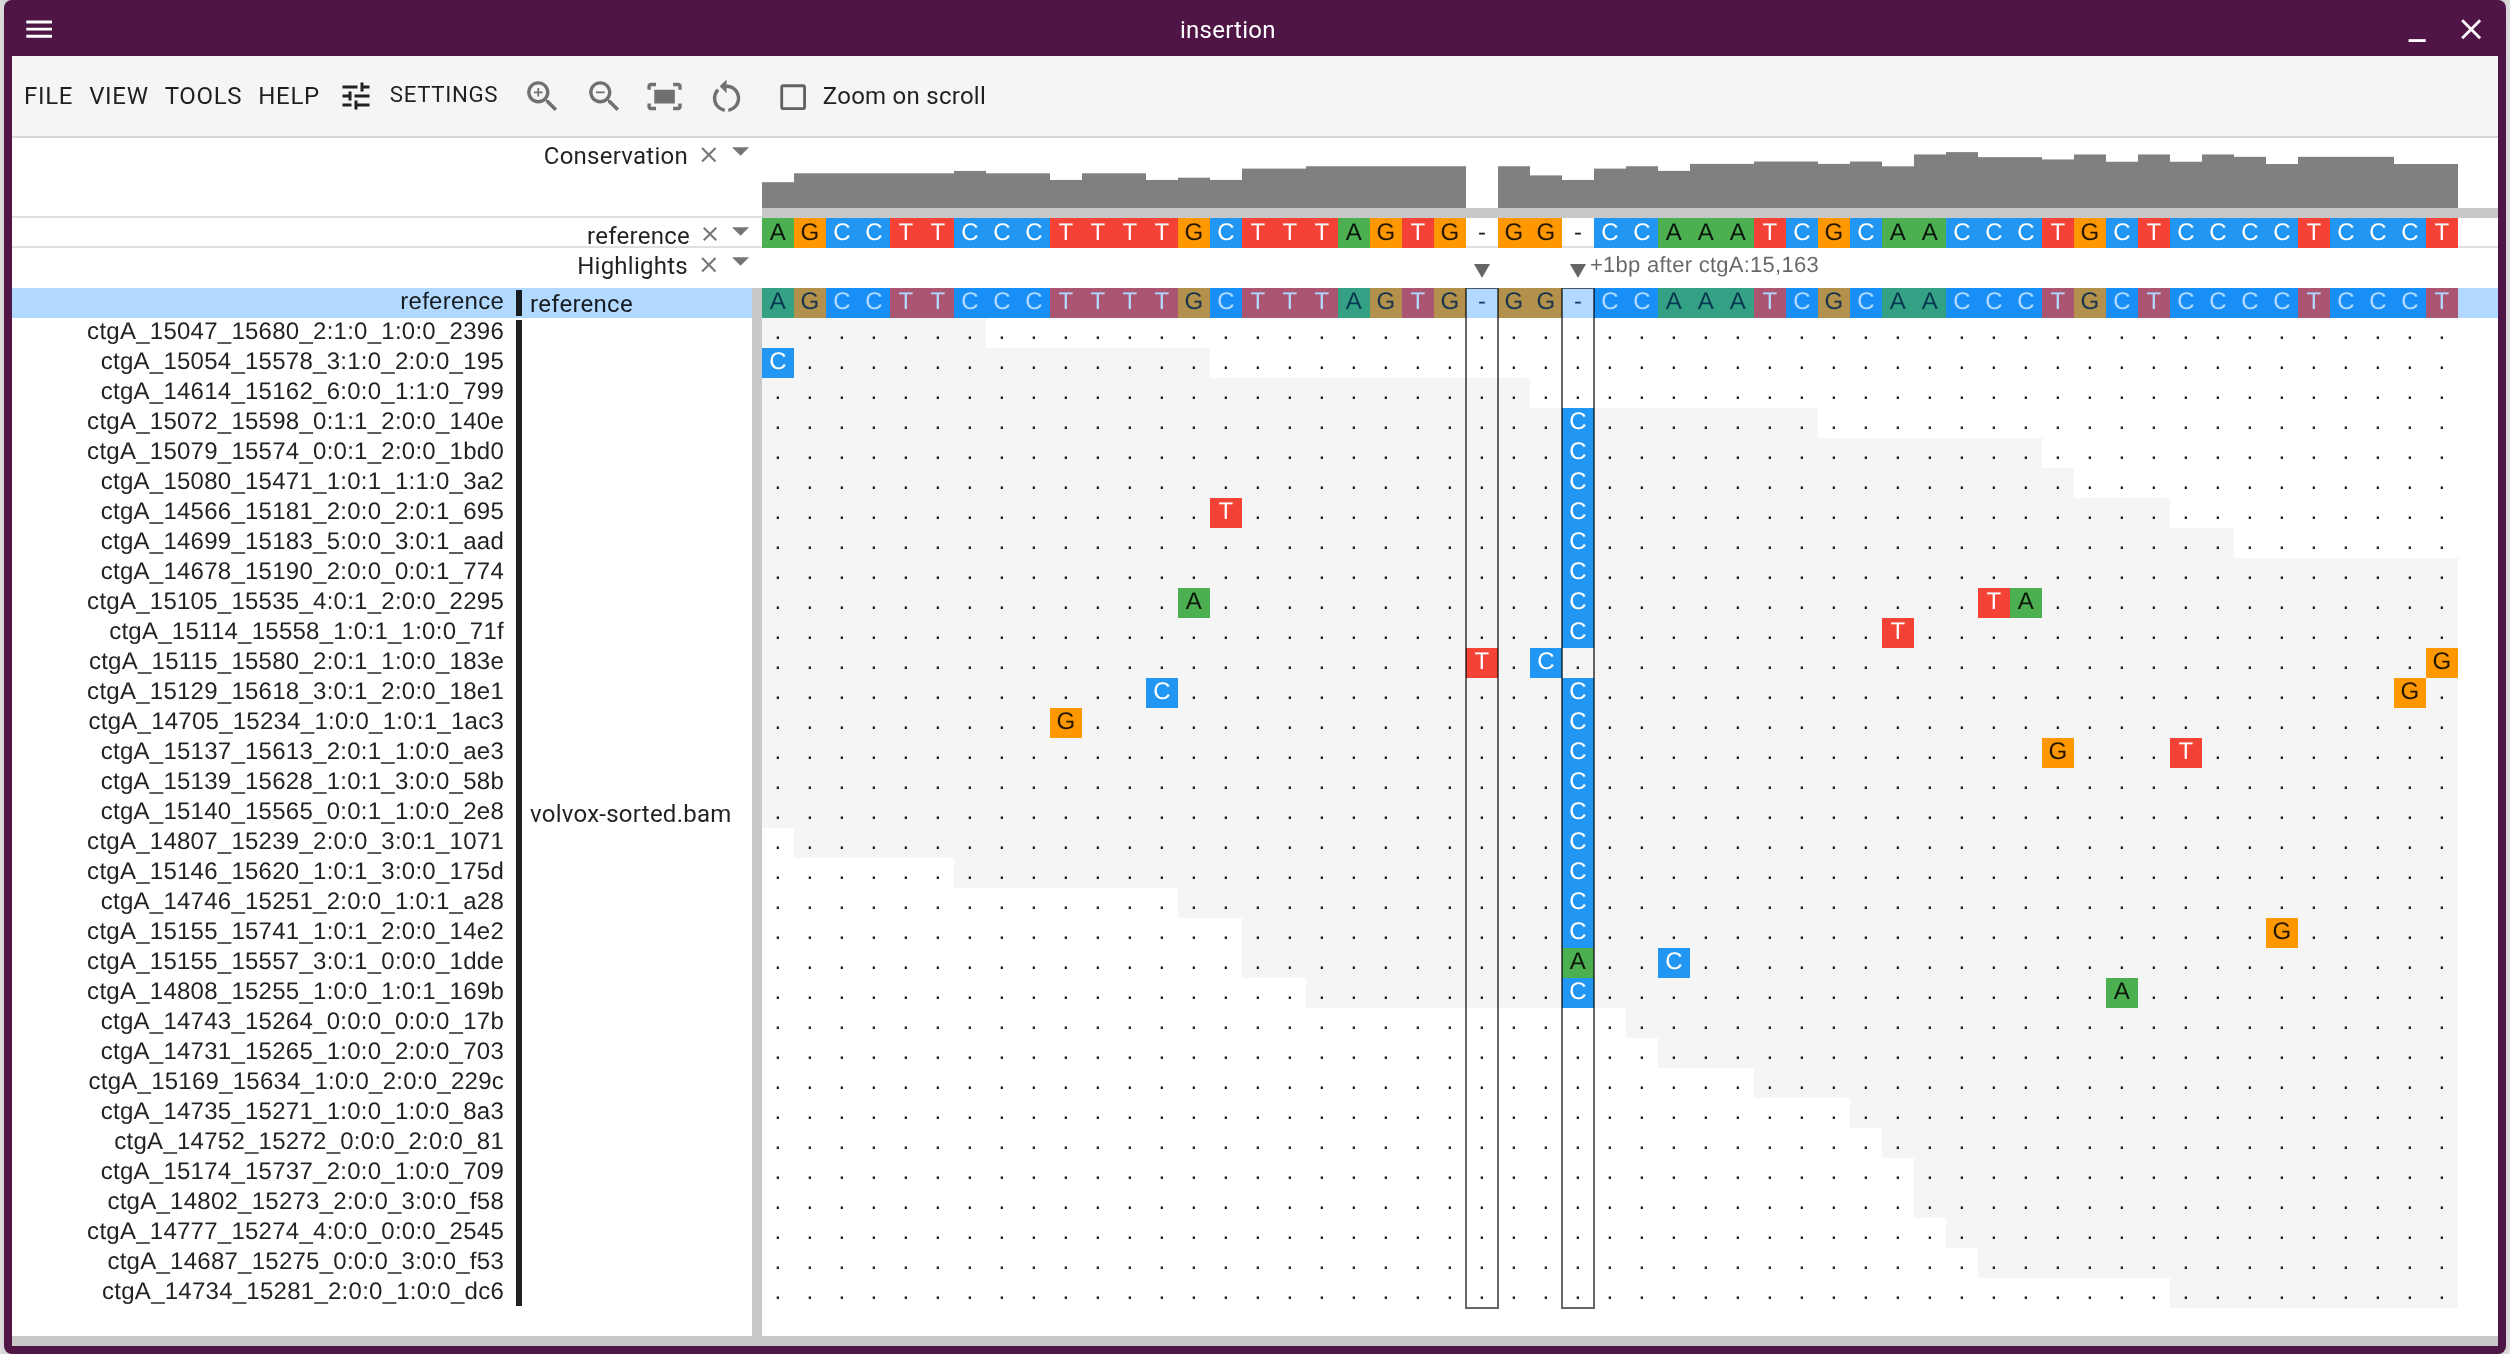 insertion
FILE VIEW TOOLS HELP SETTINGS Zoom on scroll
Conservation
reference A G C C T T C C C T T T T G C T T T A G T G - G G - C C A A A T C G C A A C C C T G C T C C C C T C C C T
Highlights +1bp after ctgA:15,163
reference reference A G C C T T C C C T T T T G C T T T A G T G - G G - C C A A A T C G C A A C C C T G C T C C C C T C C C T
ctgA_15047_15680_2:1:0_1:0:0_2396
ctgA_15054_15578_3:1:0_2:0:0_195 C
ctgA_14614_15162_6:0:0_1:1:0_799
ctgA_15072_15598_0:1:1_2:0:0_140e C
ctgA_15079_15574_0:0:1_2:0:0_1bd0 C
ctgA_15080_15471_1:0:1_1:1:0_3a2 C
ctgA_14566_15181_2:0:0_2:0:1_695 T C
ctgA_14699_15183_5:0:0_3:0:1_aad C
ctgA_14678_15190_2:0:0_0:0:1_774 C
ctgA_15105_15535_4:0:1_2:0:0_2295 A C T A
ctgA_15114_15558_1:0:1_1:0:0_71f C T
ctgA_15115_15580_2:0:1_1:0:0_183e T C G
ctgA_15129_15618_3:0:1_2:0:0_18e1 C C G
ctgA_14705_15234_1:0:0_1:0:1_1ac3 G C
ctgA_15137_15613_2:0:1_1:0:0_ae3 C G T
ctgA_15139_15628_1:0:1_3:0:0_58b C
ctgA_15140_15565_0:0:1_1:0:0_2e8 volvox-sorted.bam C
ctgA_14807_15239_2:0:0_3:0:1_1071 C
ctgA_15146_15620_1:0:1_3:0:0_175d C
ctgA_14746_15251_2:0:0_1:0:1_a28 C
ctgA_15155_15741_1:0:1_2:0:0_14e2 C G
ctgA_15155_15557_3:0:1_0:0:0_1dde A C
ctgA_14808_15255_1:0:0_1:0:1_169b C A
ctgA_14743_15264_0:0:0_0:0:0_17b
ctgA_14731_15265_1:0:0_2:0:0_703
ctgA_15169_15634_1:0:0_2:0:0_229c
ctgA_14735_15271_1:0:0_1:0:0_8a3
ctgA_14752_15272_0:0:0_2:0:0_81
ctgA_15174_15737_2:0:0_1:0:0_709
ctgA_14802_15273_2:0:0_3:0:0_f58
ctgA_14777_15274_4:0:0_0:0:0_2545
ctgA_14687_15275_0:0:0_3:0:0_f53
ctgA_14734_15281_2:0:0_1:0:0_dc6